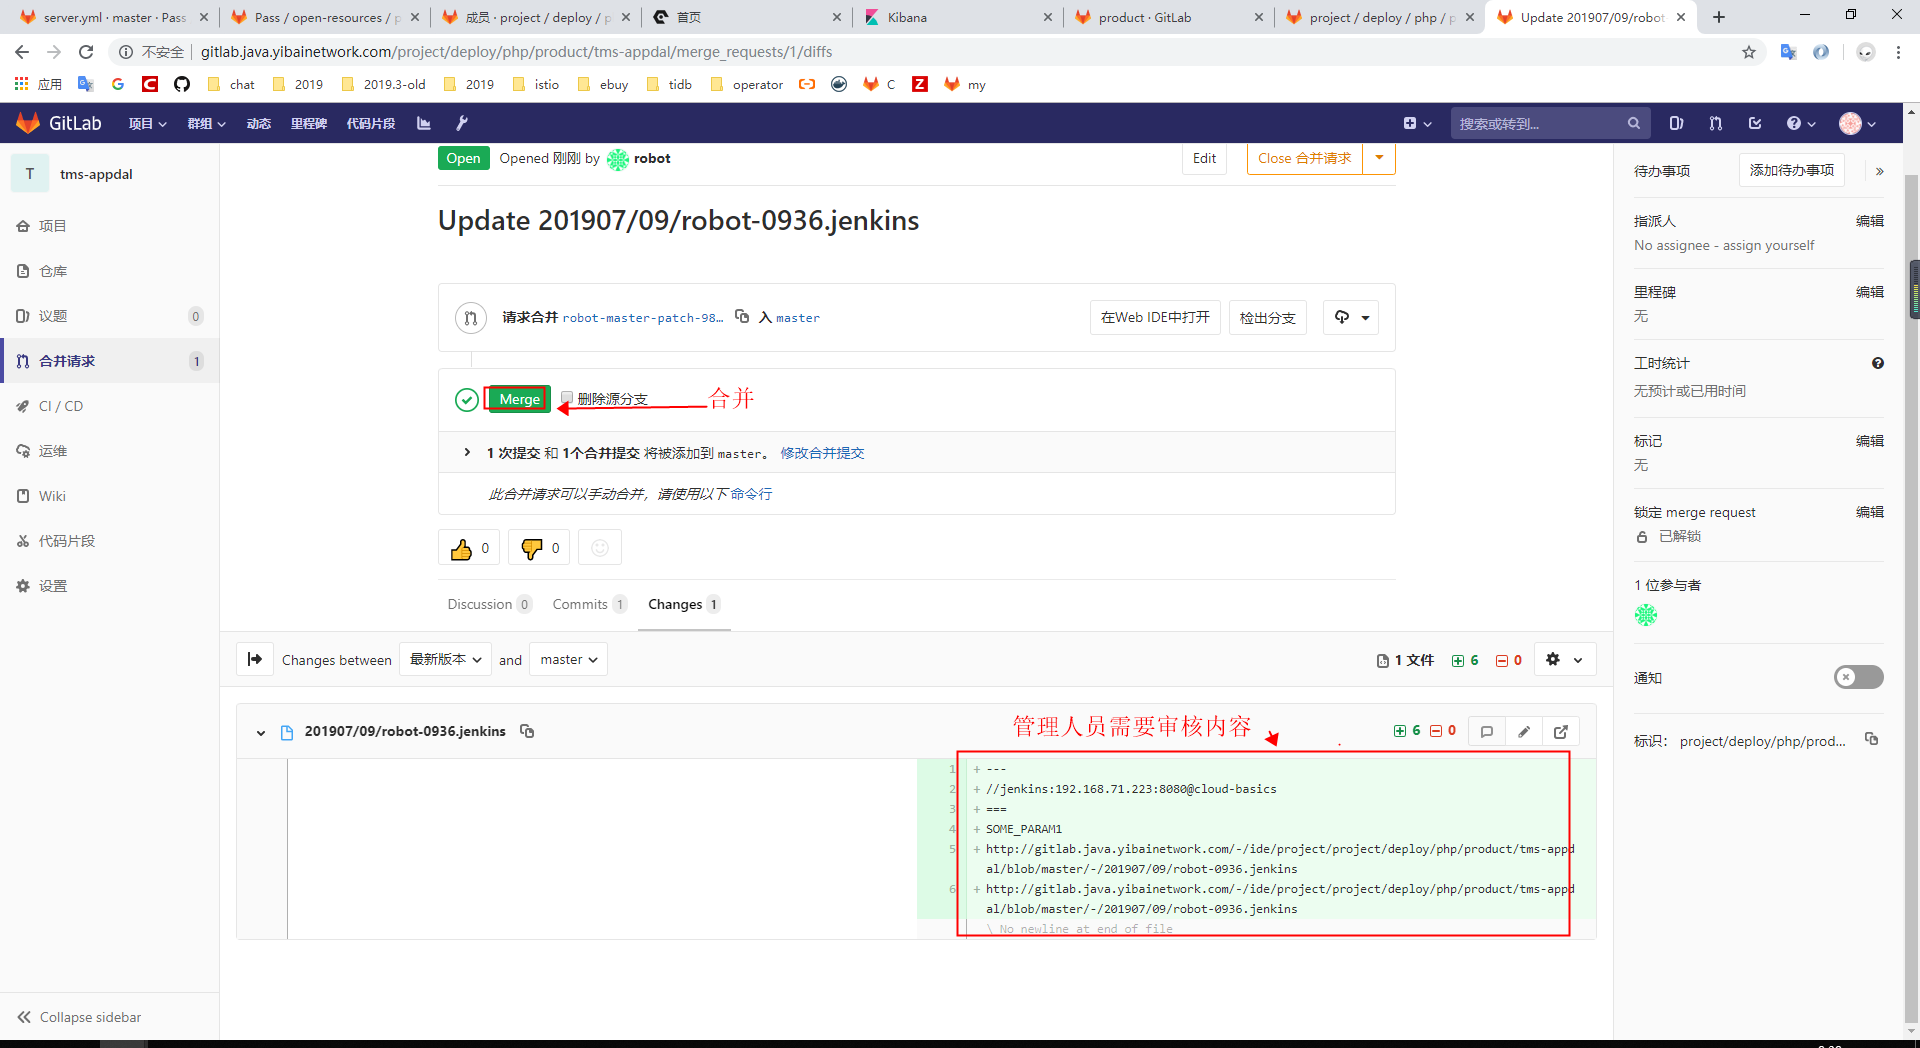 server.yml · master · Pass
Pass / open-resources / p
成员 · project / deploy / p
首页
Kibana
product · GitLab
project / deploy / php / p
Update 201907/09/robot
不安全
gitlab.java.yibainetwork.com/project/deploy/php/product/tms-appdal/merge_requests/1/diffs
应用
chat
2019
2019.3-old
2019
istio
ebuy
tidb
operator
C
my
GitLab
项目
群组
动态
里程碑
代码片段
搜索或转到...
T
tms-appdal
项目
仓库
议题 0
合并请求 1
CI / CD
运维
Wiki
代码片段
设置
Collapse sidebar
Open
Opened 刚刚 by robot
Edit
Close 合并请求
Update 201907/09/robot-0936.jenkins
请求合并 robot-master-patch-98… 入 master
在Web IDE中打开
检出分支
Merge
删除源分支
合并
1 次提交 和 1个合并提交 将被添加到 master。 修改合并提交
此合并请求可以手动合并，请使用以下 命令行
0
0
Discussion 0
Commits 1
Changes 1
Changes between 最新版本 and master
1 文件 6 0
201907/09/robot-0936.jenkins
管理人员需要审核内容
6 0
1 + ---
2 + //jenkins:192.168.71.223:8080@cloud-basics
3 + ===
4 + SOME_PARAM1
5 + http://gitlab.java.yibainetwork.com/-/ide/project/project/deploy/php/product/tms-appd
al/blob/master/-/201907/09/robot-0936.jenkins
6 + http://gitlab.java.yibainetwork.com/-/ide/project/project/deploy/php/product/tms-appd
al/blob/master/-/201907/09/robot-0936.jenkins
\ No newline at end of file
待办事项
添加待办事项
指派人 编辑
No assignee - assign yourself
里程碑 编辑
无
工时统计
无预计或已用时间
标记 编辑
无
锁定 merge request 编辑
已解锁
1 位参与者
通知
标识： project/deploy/php/prod...